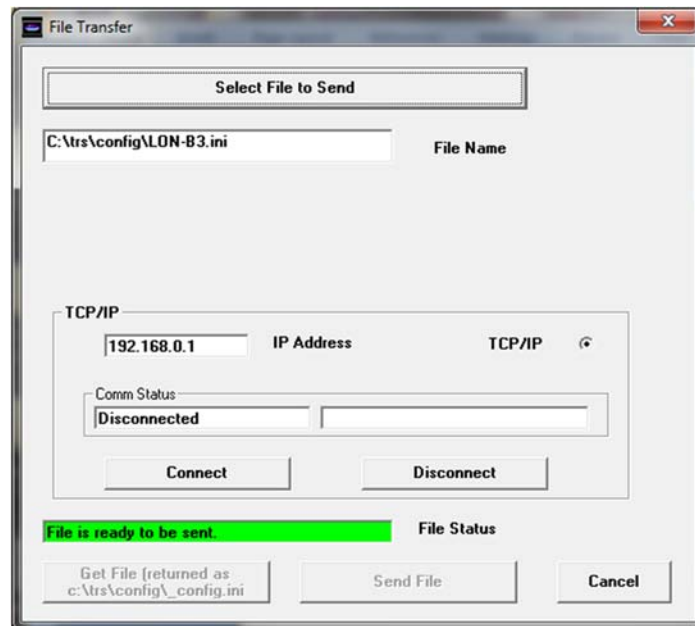 File Transfer
Select File to Send
C:\trs\config\LON-B3.ini
File Name
TCP/IP
192.168.0.1
IP Address
TCP/IP
Comm Status
Disconnected
Connect
Disconnect
File is ready to be sent.
File Status
Get File (returned as
c:\trs\config\_config.ini
Send File
Cancel